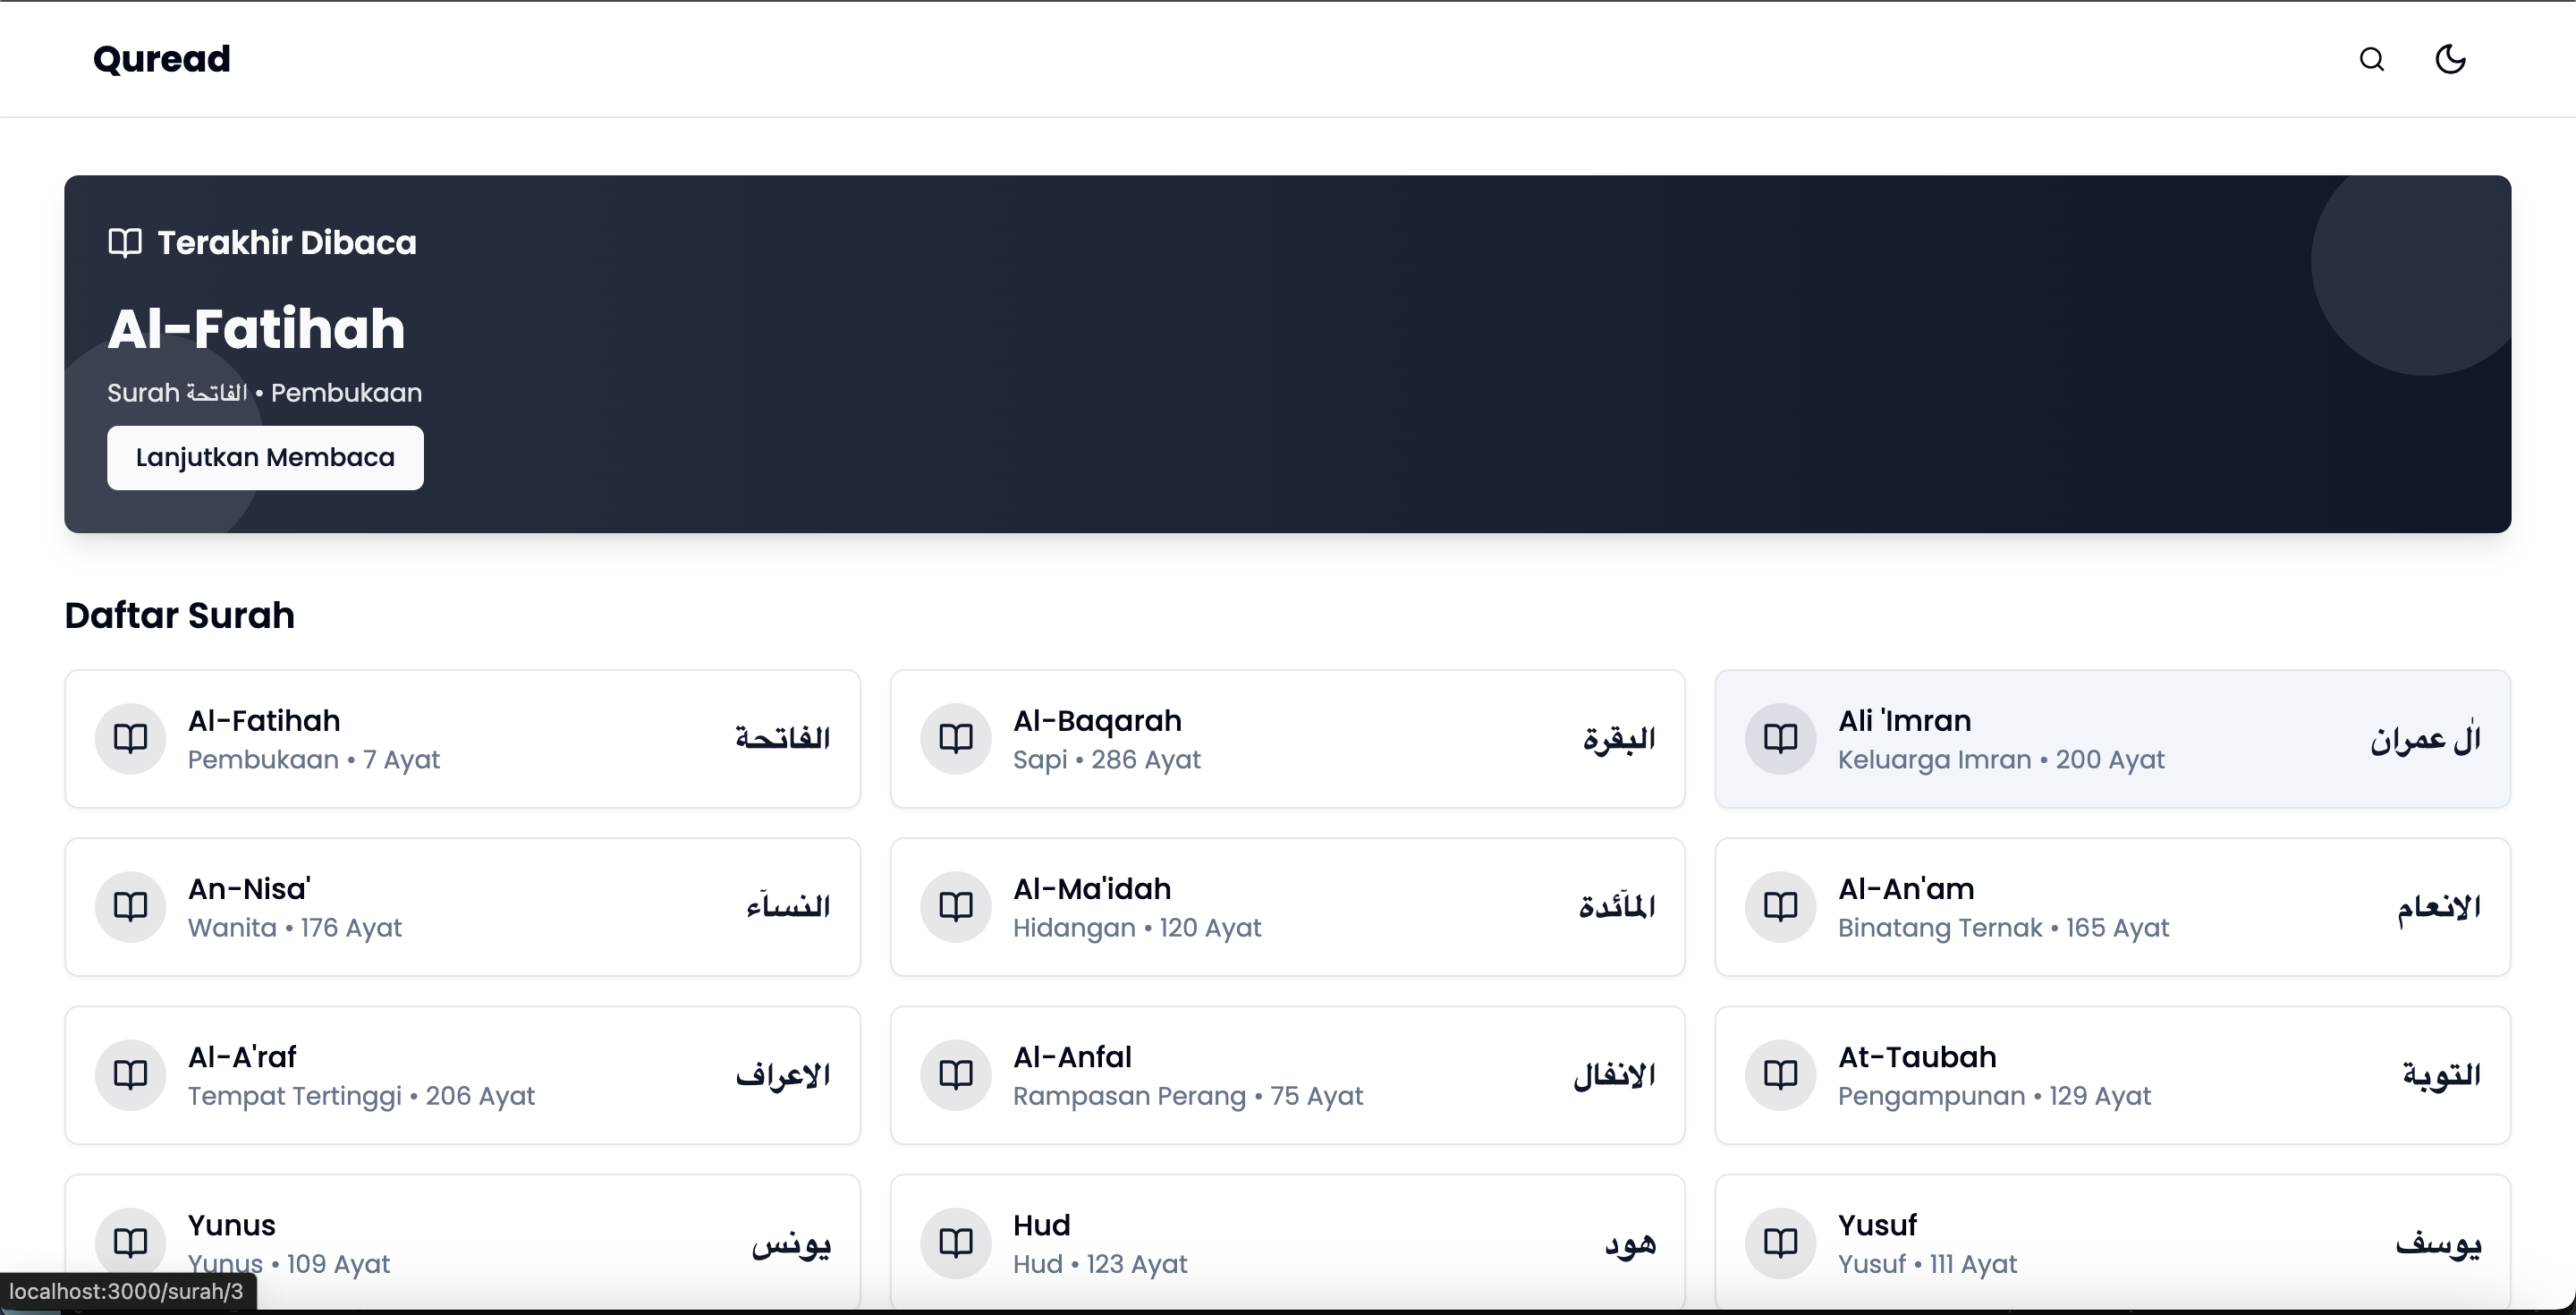 Quread
Terakhir Dibaca
Al-Fatihah
Surah الفاتحة • Pembukaan
Lanjutkan Membaca
Daftar Surah
Al-Fatihah
Pembukaan • 7 Ayat
الفاتحة
Al-Baqarah
Sapi • 286 Ayat
البقرة
Ali 'Imran
Keluarga Imran • 200 Ayat
اٰل عمران
An-Nisa'
Wanita • 176 Ayat
النساۤء
Al-Ma'idah
Hidangan • 120 Ayat
الماۤئدة
Al-An'am
Binatang Ternak • 165 Ayat
الانعام
Al-A'raf
Tempat Tertinggi • 206 Ayat
الاعراف
Al-Anfal
Rampasan Perang • 75 Ayat
الانفال
At-Taubah
Pengampunan • 129 Ayat
التوبة
Yunus
Yunus • 109 Ayat
يونس
Hud
Hud • 123 Ayat
هود
Yusuf
Yusuf • 111 Ayat
يوسف
localhost:3000/surah/3